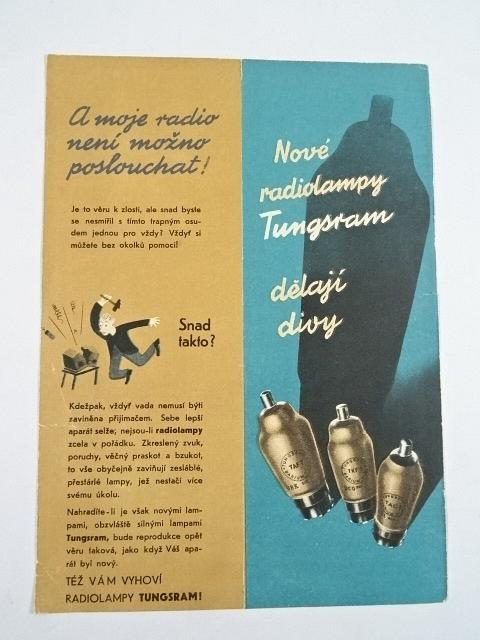 A moje radio
není možno
poslouchat!
Je to věru k zlosti, ale snad byste
se nesmířil s tímto trapným osu-
dem jednou pro vždy? Vždyť si
můžete bez okolků pomoci!
Snad
takto?
Kdežpak, vždyť vada nemusí býti
zaviněna přijimačem. Sebe lepší
aparát selže; nejsou-li radiolampy
zcela v pořádku. Zkreslený zvuk,
poruchy, věčný praskot a bzukot,
to vše obyčejně zaviňují zesláblé,
přestárlé lampy, jež nestačí více
svému úkolu.
Nahradíte-li je však novými lam-
pami, obzvláště silnými lampami
Tungsram, bude reprodukce opět
věru taková, jako když Váš apa-
rát byl nový.
TÉŽ VÁM VYHOVÍ
RADIOLAMPY TUNGSRAM!
Nové
radiolampy
Tungsram
dělají
divy